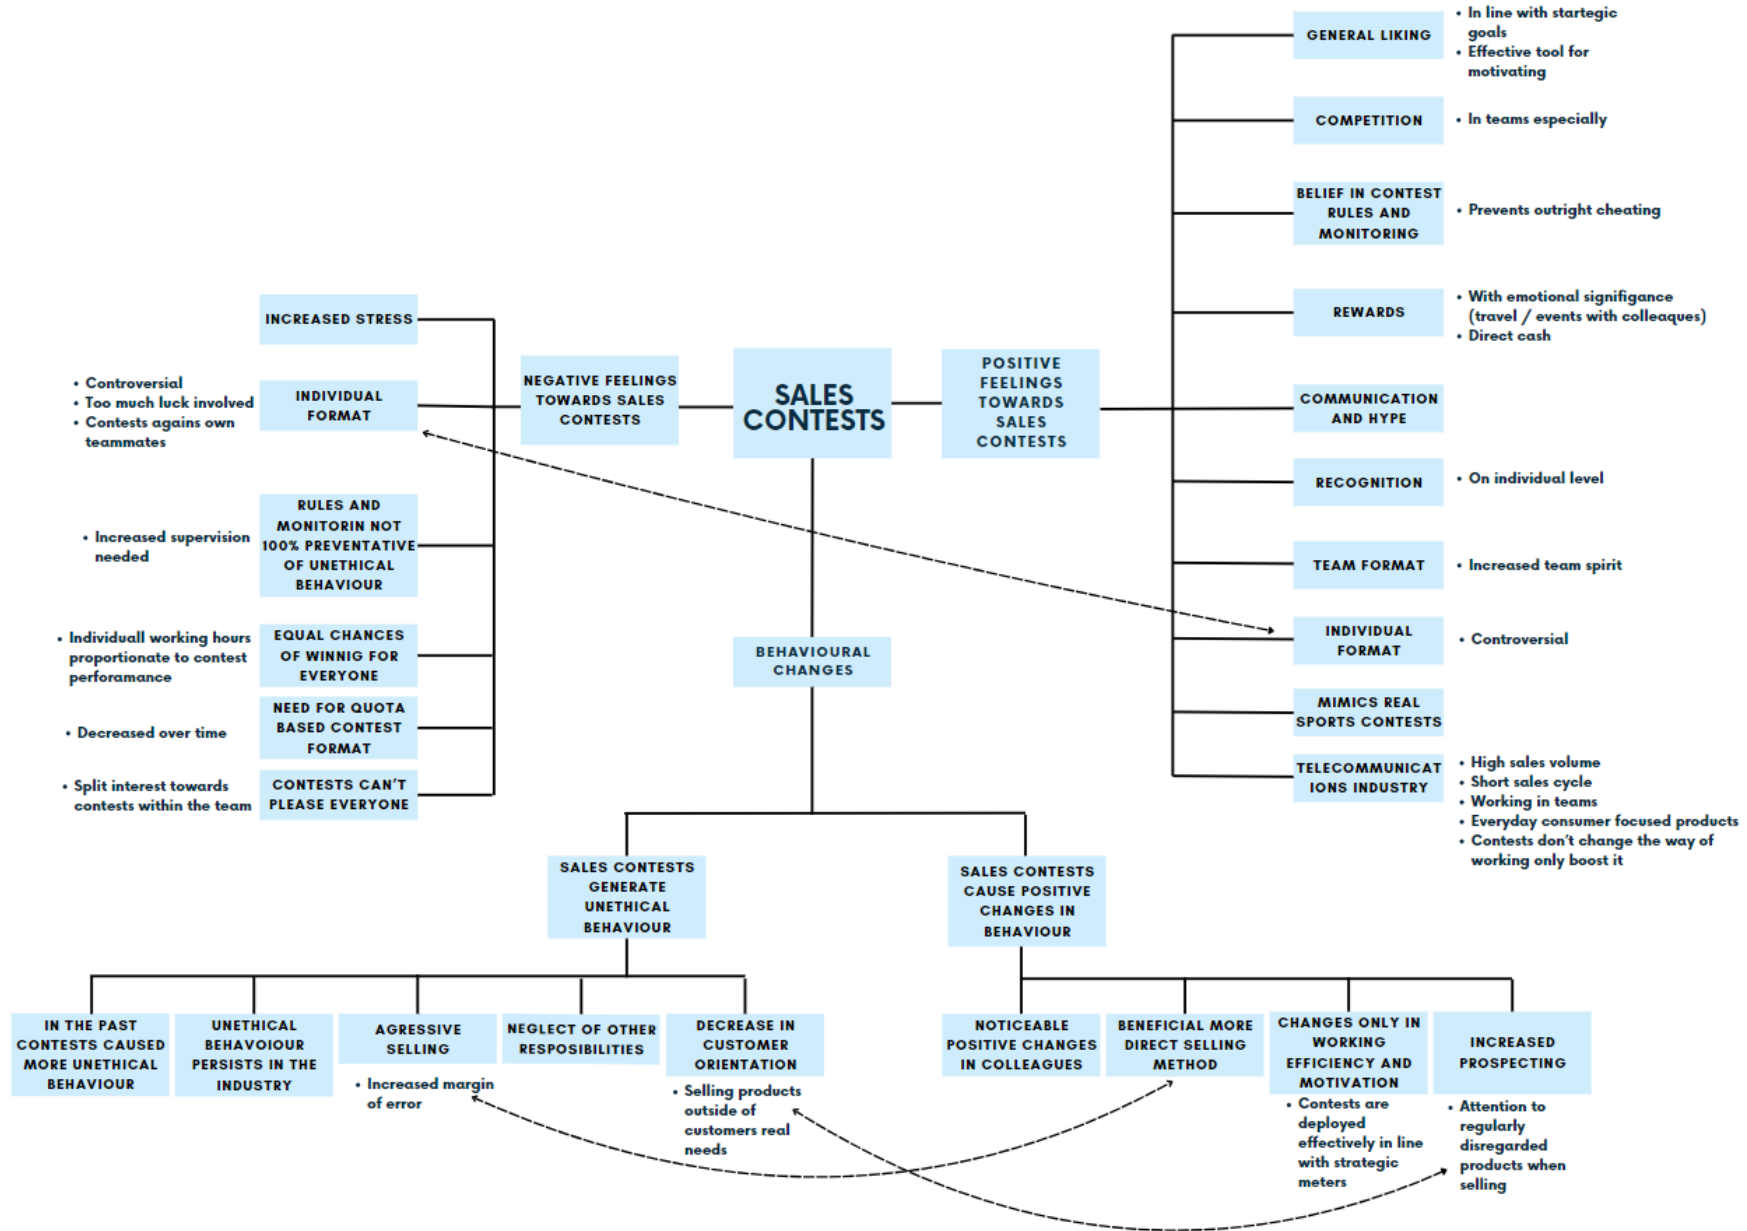 SALES
CONTESTS
NEGATIVE FEELINGS
TOWARDS SALES
CONTESTS
INCREASED STRESS
INDIVIDUAL
FORMAT
• Controversial
• Too much luck involved
• Contests agains own
teammates
RULES AND
MONITORIN NOT
100% PREVENTATIVE
OF UNETHICAL
BEHAVIOUR
• Increased supervision
needed
EQUAL CHANCES
OF WINNIG FOR
EVERYONE
• Individuall working hours
proportionate to contest
perforamance
NEED FOR QUOTA
BASED CONTEST
FORMAT
• Decreased over time
CONTESTS CAN'T
PLEASE EVERYONE
• Split interest towards
contests within the team
POSITIVE
FEELINGS
TOWARDS
SALES
CONTESTS
GENERAL LIKING
• In line with startegic
goals
• Effective tool for
motivating
COMPETITION
• In teams especially
BELIEF IN CONTEST
RULES AND
MONITORING
• Prevents outright cheating
REWARDS
• With emotional signifigance
(travel / events with colleaques)
• Direct cash
COMMUNICATION
AND HYPE
RECOGNITION
• On individual level
TEAM FORMAT
• Increased team spirit
INDIVIDUAL
FORMAT
• Controversial
MIMICS REAL
SPORTS CONTESTS
TELECOMMUNICAT
IONS INDUSTRY
• High sales volume
• Short sales cycle
• Working in teams
• Everyday consumer focused products
• Contests don't change the way of
working only boost it
BEHAVIOURAL
CHANGES
SALES CONTESTS
GENERATE
UNETHICAL
BEHAVIOUR
IN THE PAST
CONTESTS CAUSED
MORE UNETHICAL
BEHAVIOUR
UNETHICAL
BEHAVOIOUR
PERSISTS IN THE
INDUSTRY
AGRESSIVE
SELLING
• Increased margin
of error
NEGLECT OF OTHER
RESPOSIBILITIES
DECREASE IN
CUSTOMER
ORIENTATION
• Selling products
outside of
customers real
needs
SALES CONTESTS
CAUSE POSITIVE
CHANGES IN
BEHAVIOUR
NOTICEABLE
POSITIVE CHANGES
IN COLLEAGUES
BENEFICIAL MORE
DIRECT SELLING
METHOD
CHANGES ONLY IN
WORKING
EFFICIENCY AND
MOTIVATION
• Contests are
deployed
effectively in line
with strategic
meters
INCREASED
PROSPECTING
• Attention to
regularly
disregarded
products when
selling